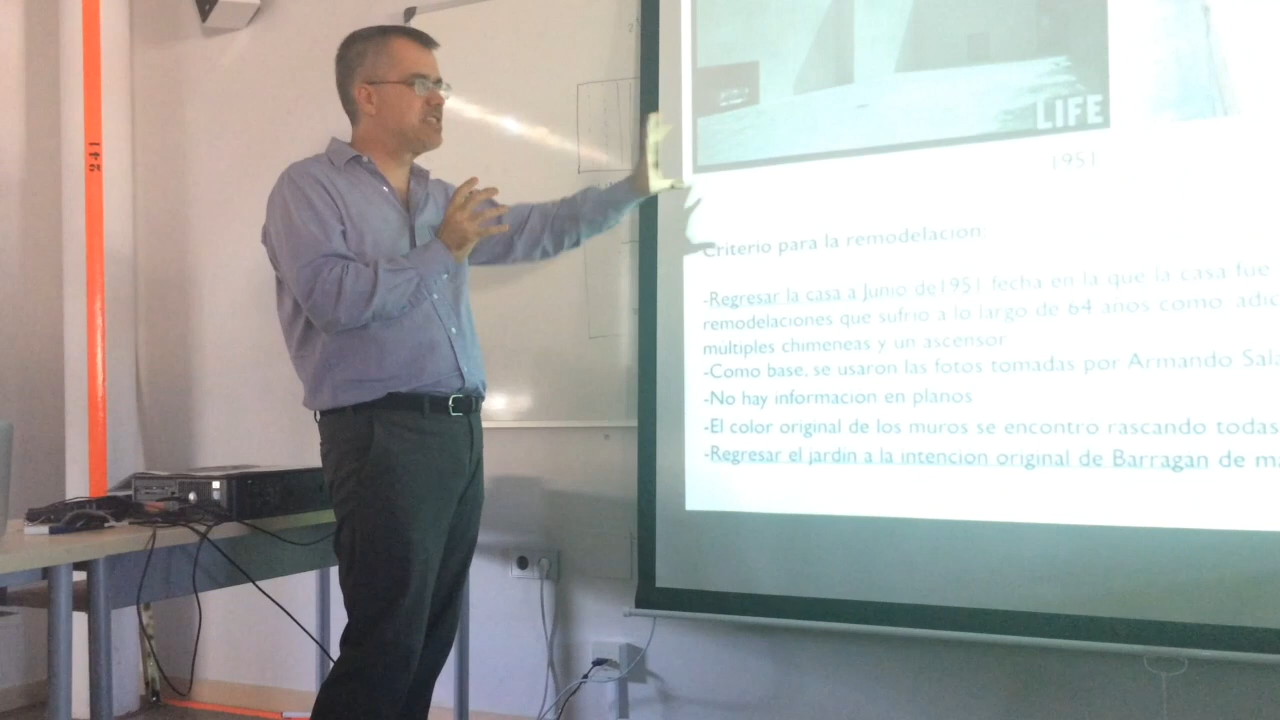 LIFE
1951
Criterio para la remodelacion:
-Regresar la casa a Junio de1951 fecha en la que la casa fue
remodelaciones que sufrio a lo largo de 64 anos como adic
multiples chimeneas y un ascensor
-Como base, se usaron las fotos tomadas por Armando Sala
-No hay informacion en planos
-El color original de los muros se encontro rascando todas
-Regresar el jardin a la intencion original de Barragan de ma